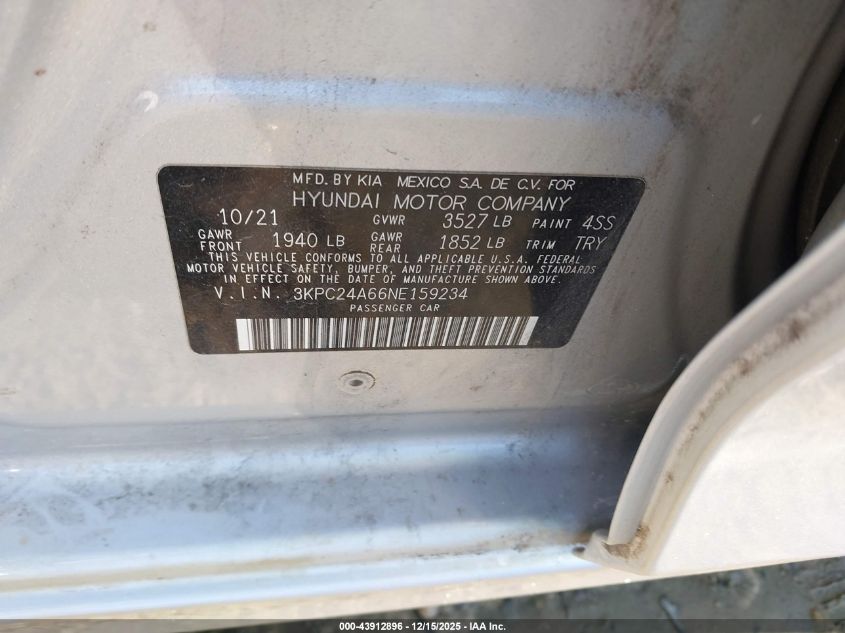 MFD. BY KIA MEXICO S.A. DE C.V. FOR
HYUNDAI MOTOR COMPANY
10/21 GVWR 3527 LB PAINT 4SS
GAWR FRONT 1940 LB GAWR REAR 1852 LB TRIM TRY
THIS VEHICLE CONFORMS TO ALL APPLICABLE U.S.A. FEDERAL
MOTOR VEHICLE SAFETY, BUMPER, AND THEFT PREVENTION STANDARDS
IN EFFECT ON THE DATE OF MANUFACTURE SHOWN ABOVE.
V.I.N. 3KPC24A66NE159234
PASSENGER CAR
000-43912896 - 12/15/2025 - IAA Inc.